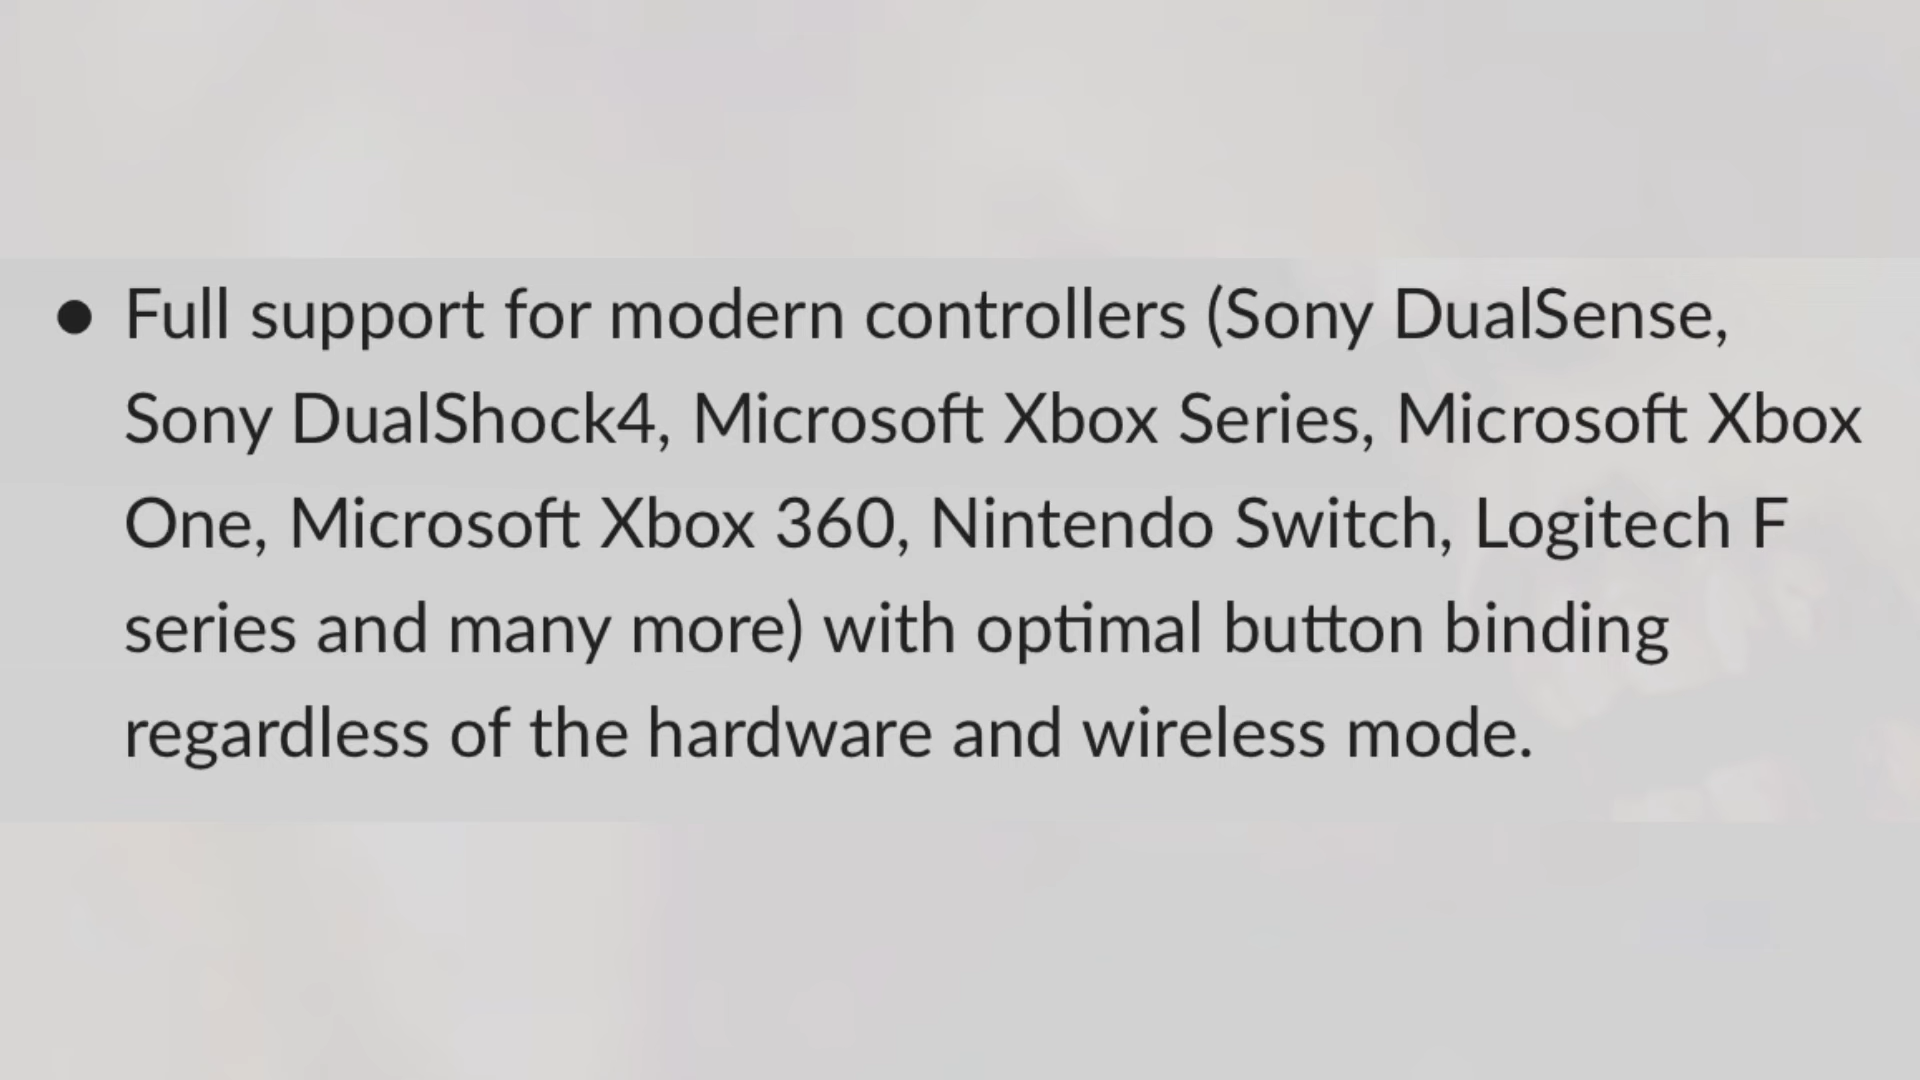 ● Full support for modern controllers (Sony DualSense,
Sony DualShock4, Microsoft Xbox Series, Microsoft Xbox
One, Microsoft Xbox 360, Nintendo Switch, Logitech F
series and many more) with optimal button binding
regardless of the hardware and wireless mode.